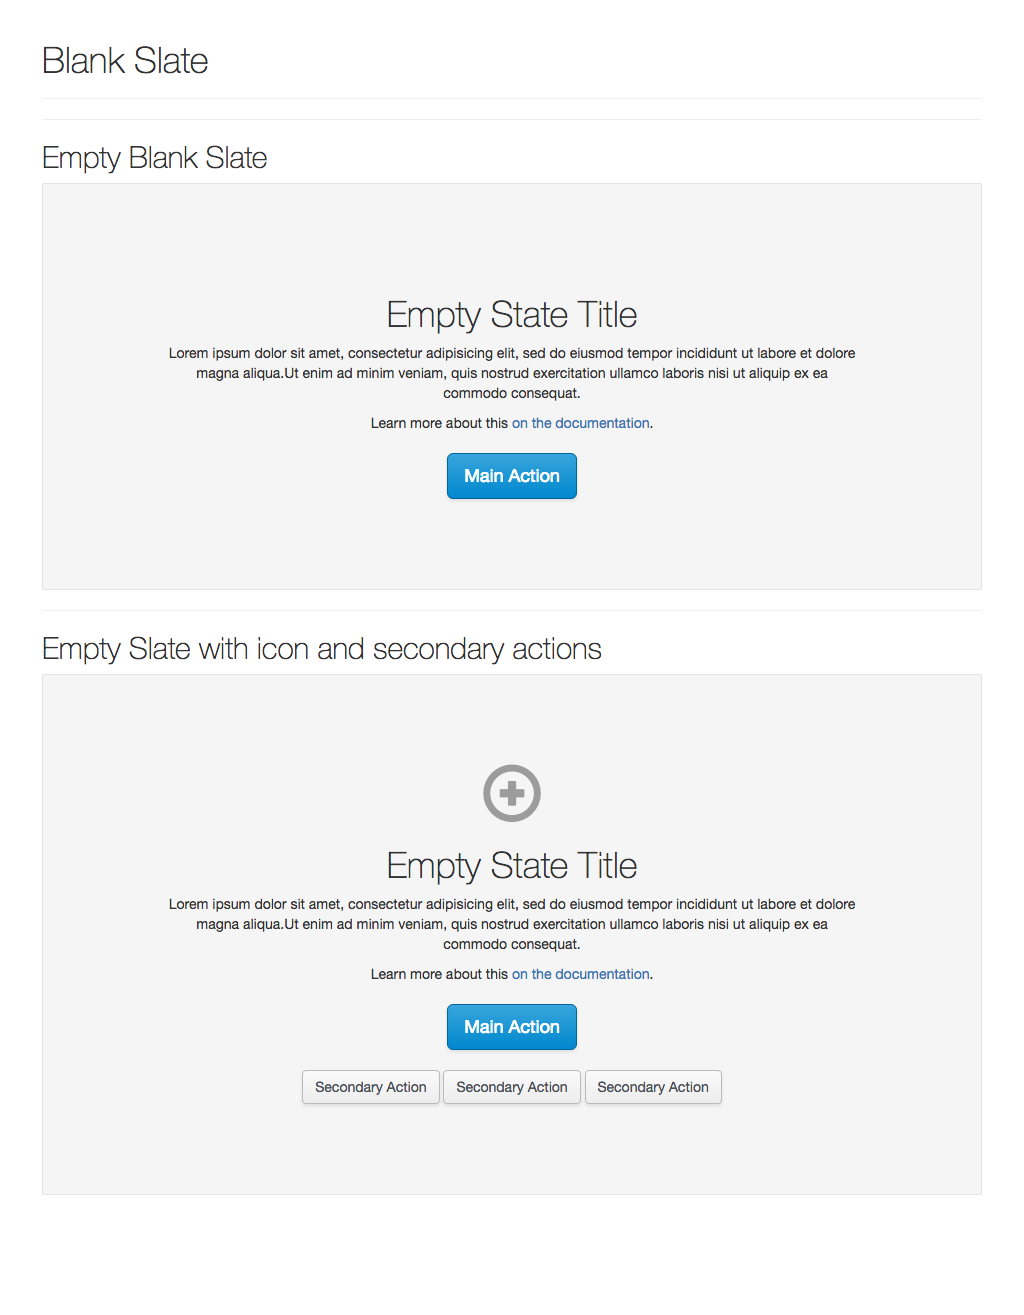 Blank Slate
Empty Blank Slate
Empty State Title
Lorem ipsum dolor sit amet, consectetur adipisicing elit, sed do eiusmod tempor incididunt ut labore et dolore
magna aliqua.Ut enim ad minim veniam, quis nostrud exercitation ullamco laboris nisi ut aliquip ex ea
commodo consequat.
Learn more about this on the documentation.
Main Action
Empty Slate with icon and secondary actions
Empty State Title
Lorem ipsum dolor sit amet, consectetur adipisicing elit, sed do eiusmod tempor incididunt ut labore et dolore
magna aliqua.Ut enim ad minim veniam, quis nostrud exercitation ullamco laboris nisi ut aliquip ex ea
commodo consequat.
Learn more about this on the documentation.
Main Action
Secondary Action Secondary Action Secondary Action